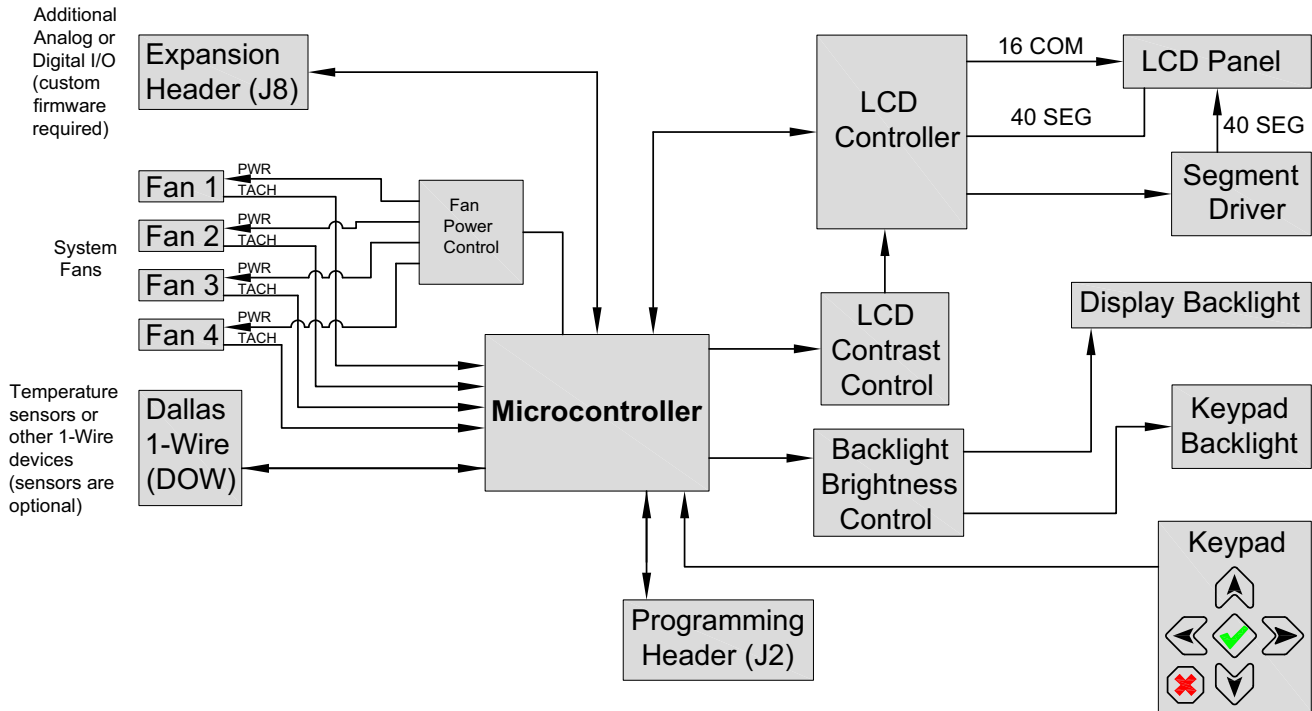 Additional
Analog or
Digital I/O
(custom
firmware
required)
Expansion
Header (J8)
System
Fans
Fan 1
PWR
TACH
Fan 2
PWR
TACH
Fan 3
PWR
TACH
Fan 4
PWR
TACH
Fan
Power
Control
Temperature
sensors or
other 1-Wire
devices
(sensors are
optional)
Dallas
1-Wire
(DOW)
Microcontroller
Programming
Header (J2)
LCD
Controller
16 COM
40 SEG
LCD Panel
40 SEG
Segment
Driver
LCD
Contrast
Control
Backlight
Brightness
Control
Display Backlight
Keypad
Backlight
Keypad